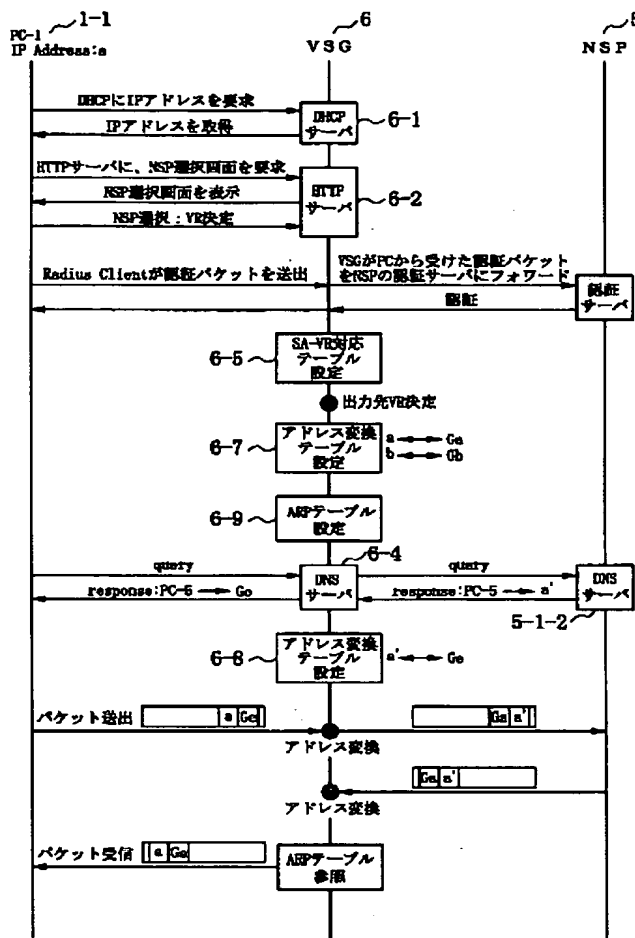 1-1
6
5
PC-1
IP Address:a
VSG
NSP
DHCPにIPアドレスを要求
IPアドレスを取得
DHCP
サーバ
6-1
HTTPサーバに、NSP選択画面を要求
NSP選択画面を表示
NSP選択:VR決定
HTTP
サーバ
6-2
Radius Clientが認証パケットを送出
VSGがPCから受けた認証パケット
をNSPの認証サーバにフォワード
認証
認証
サーバ
6-5
SA-VR対応
テーブル
設定
出力先VR決定
6-7
アドレス変換
テーブル
設定
a Ga
b Gb
6-9
ARPテーブル
設定
6-4
query
response:PC-5 Ge
DNS
サーバ
query
response:PC-5 a'
DNS
サーバ
5-1-2
6-8
アドレス変換
テーブル
設定
a' Ge
パケット送出
a Ge
アドレス変換
Ga a'
Ga a'
アドレス変換
パケット受信
a Ge
ARPテーブル
参照